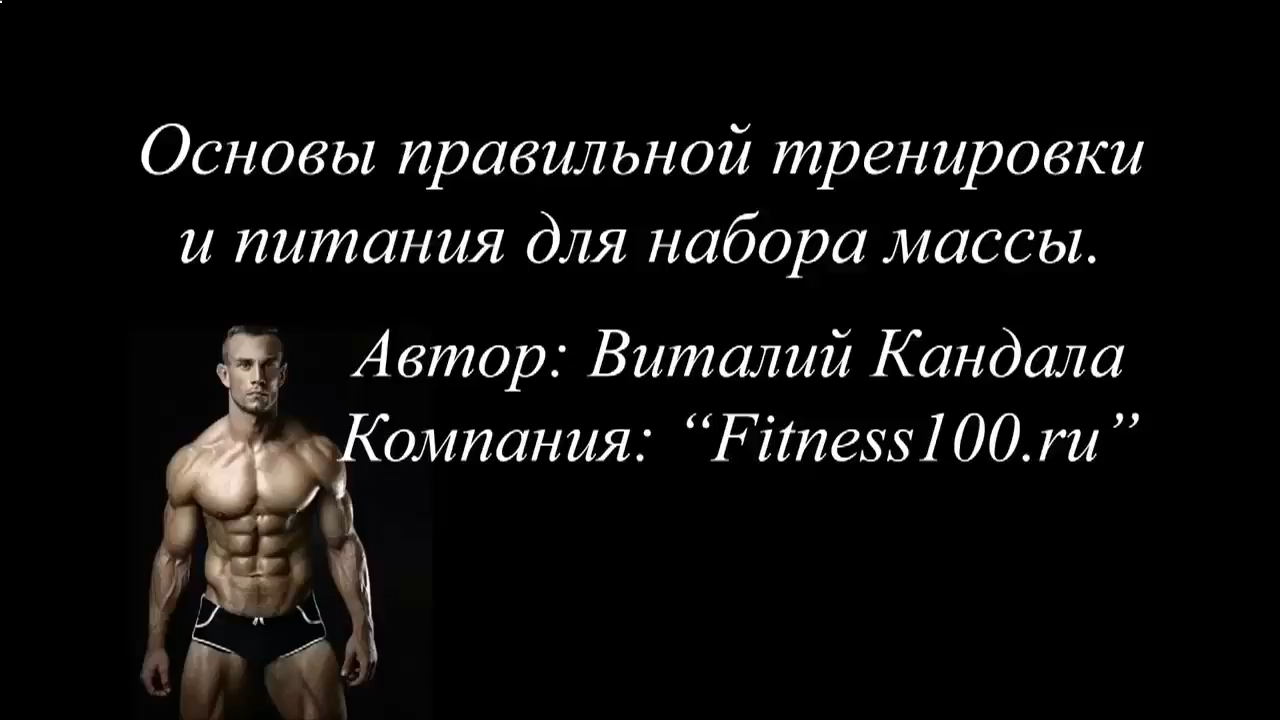 Основы правильной тренировки
и питания для набора массы.
Автор: Виталий Кандала
Компания: “Fitness100.ru”